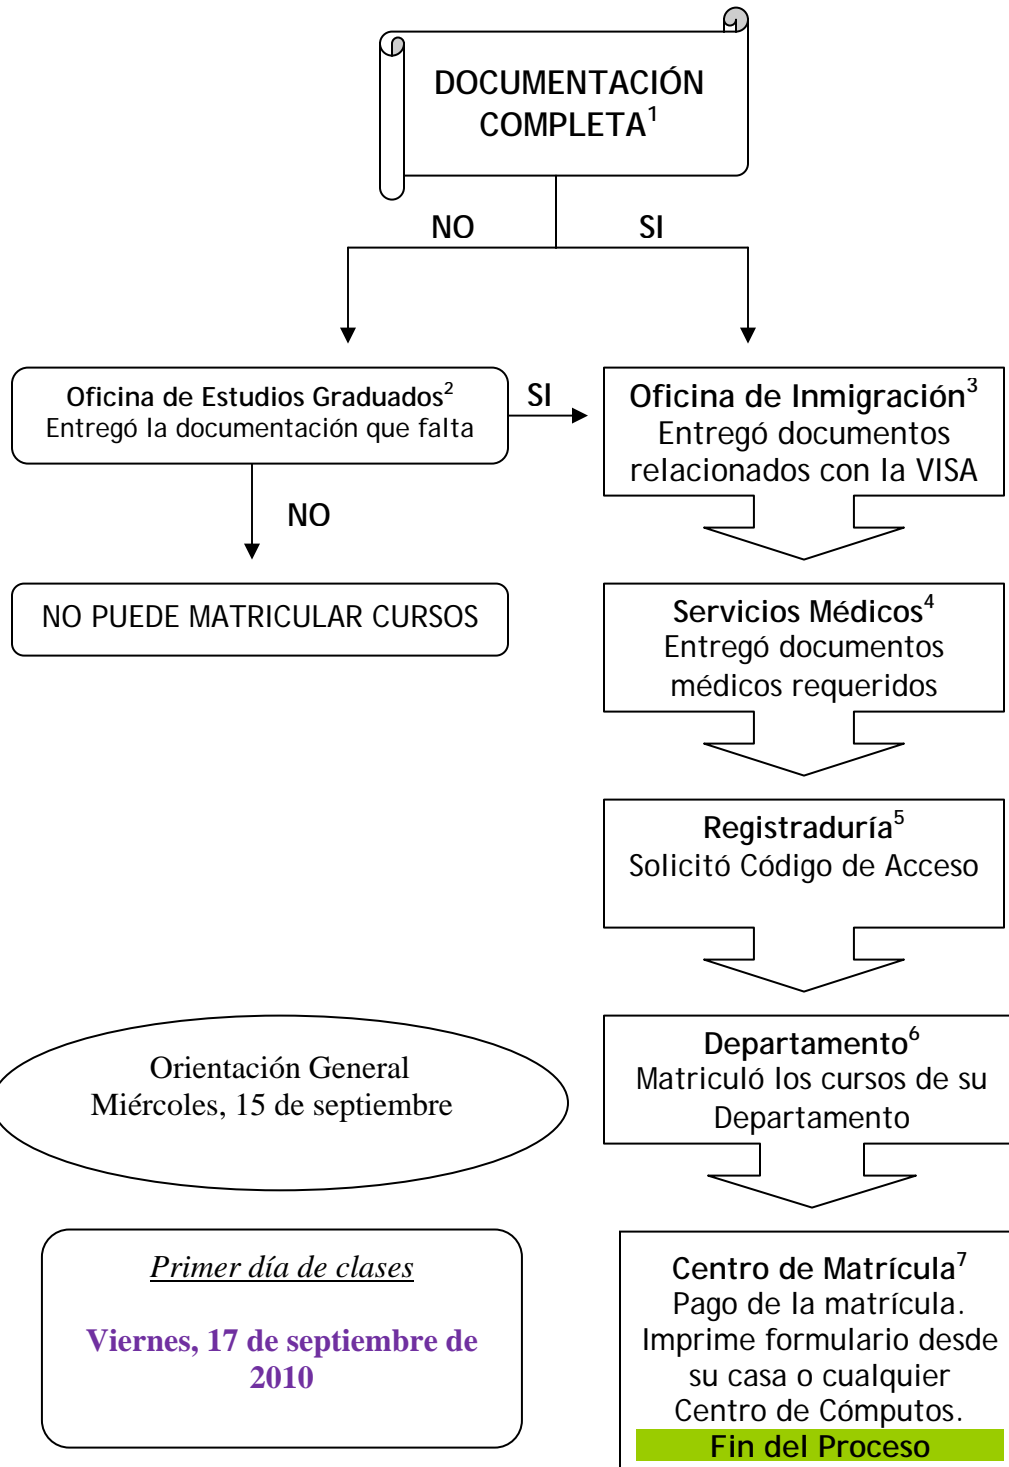 DOCUMENTACIÓN
COMPLETA1
NO
SI
Oficina de Estudios Graduados2
Entregó la documentación que falta
SI
Oficina de Inmigración3
Entregó documentos
relacionados con la VISA
NO
NO PUEDE MATRICULAR CURSOS
Servicios Médicos4
Entregó documentos
médicos requeridos
Registraduría5
Solicitó Código de Acceso
Orientación General
Miércoles, 15 de septiembre
Departamento6
Matriculó los cursos de su
Departamento
Primer día de clases
Viernes, 17 de septiembre de
2010
Centro de Matrícula7
Pago de la matrícula.
Imprime formulario desde
su casa o cualquier
Centro de Cómputos.
Fin del Proceso